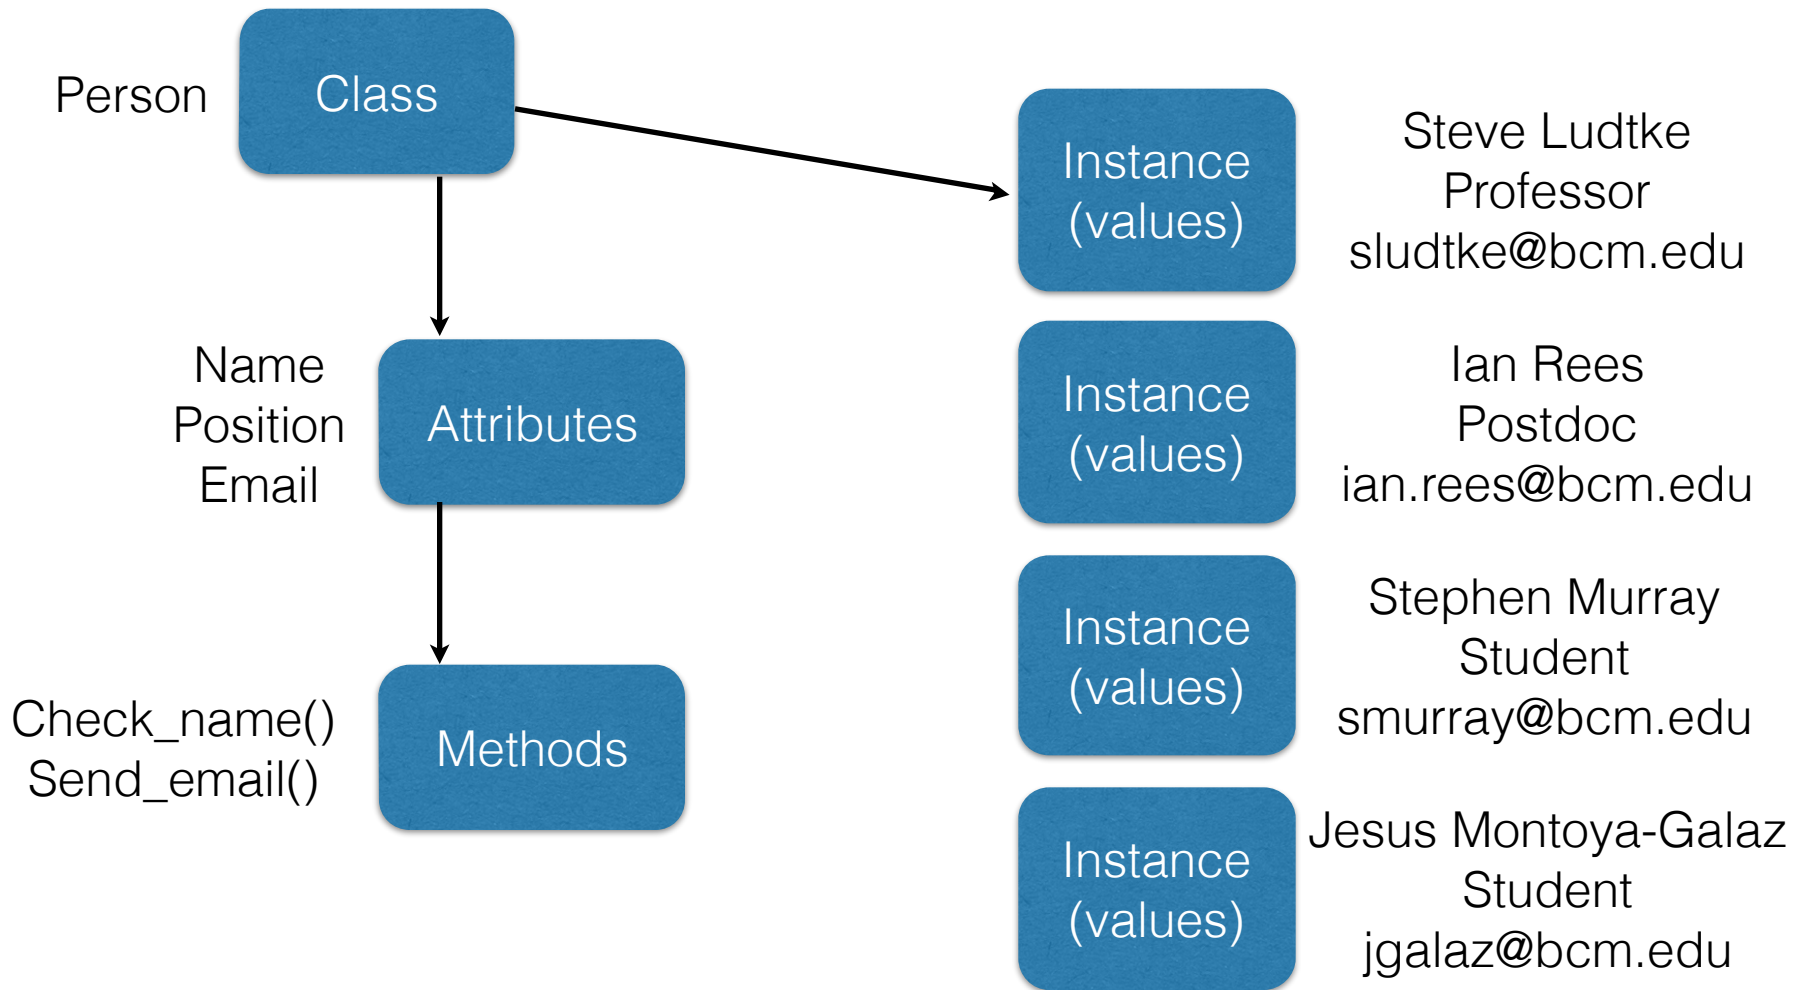 Person
Class
Name
Position
Email
Attributes
Check_name()
Send_email()
Methods
Instance
(values)
Steve Ludtke
Professor
sludtke@bcm.edu
Instance
(values)
Ian Rees
Postdoc
ian.rees@bcm.edu
Instance
(values)
Stephen Murray
Student
smurray@bcm.edu
Instance
(values)
Jesus Montoya-Galaz
Student
jgalaz@bcm.edu